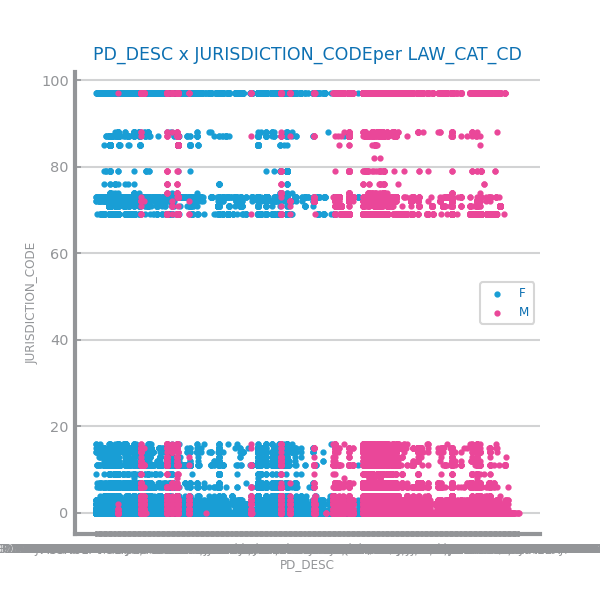 PD_DESC x JURISDICTION_CODEper LAW_CAT_CD
100
80
60
40
20
0
JURISDICTION_CODE
F
M
PD_DESC